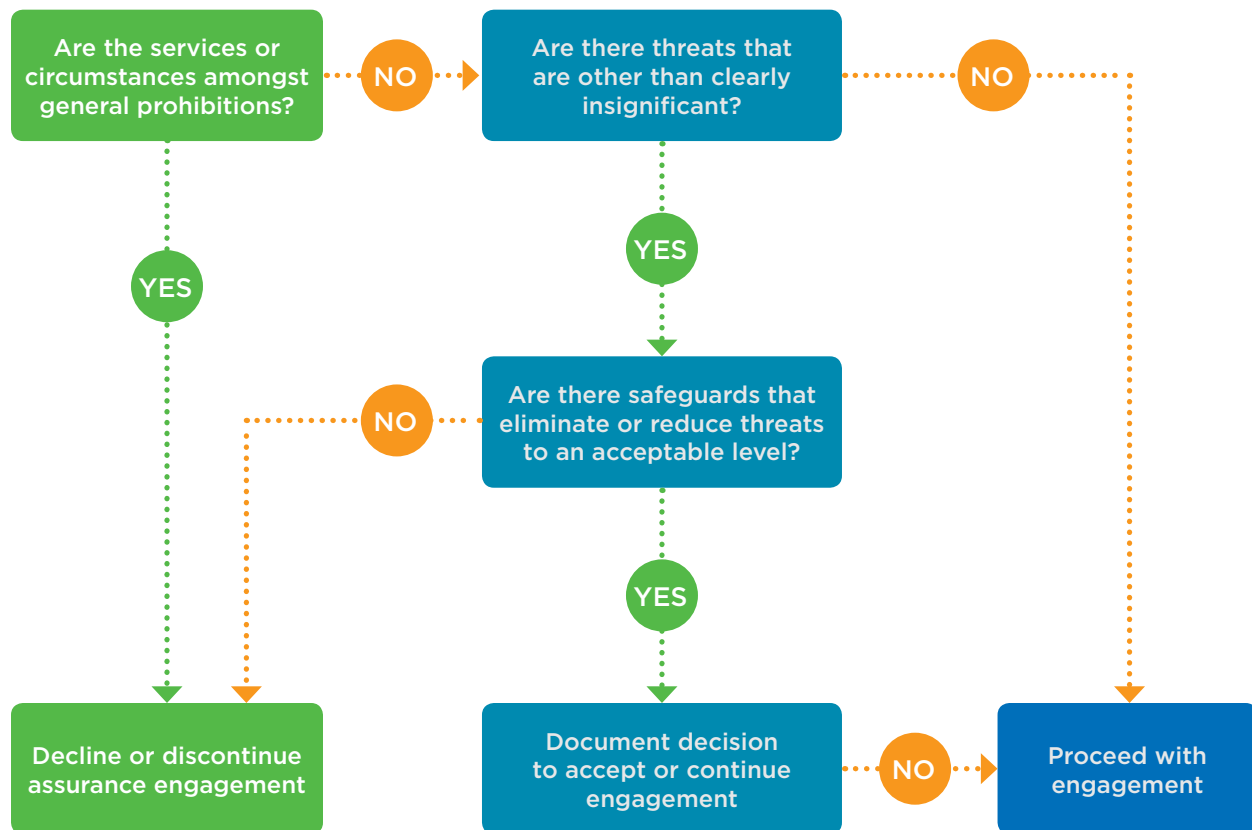 Are the services or
circumstances amongst
general prohibitions?
NO
Are there threats that
are other than clearly
insignificant?
NO
YES
YES
Are there safeguards that
eliminate or reduce threats
to an acceptable level?
NO
YES
Decline or discontinue
assurance engagement
Document decision
to accept or continue
engagement
NO
Proceed with
engagement